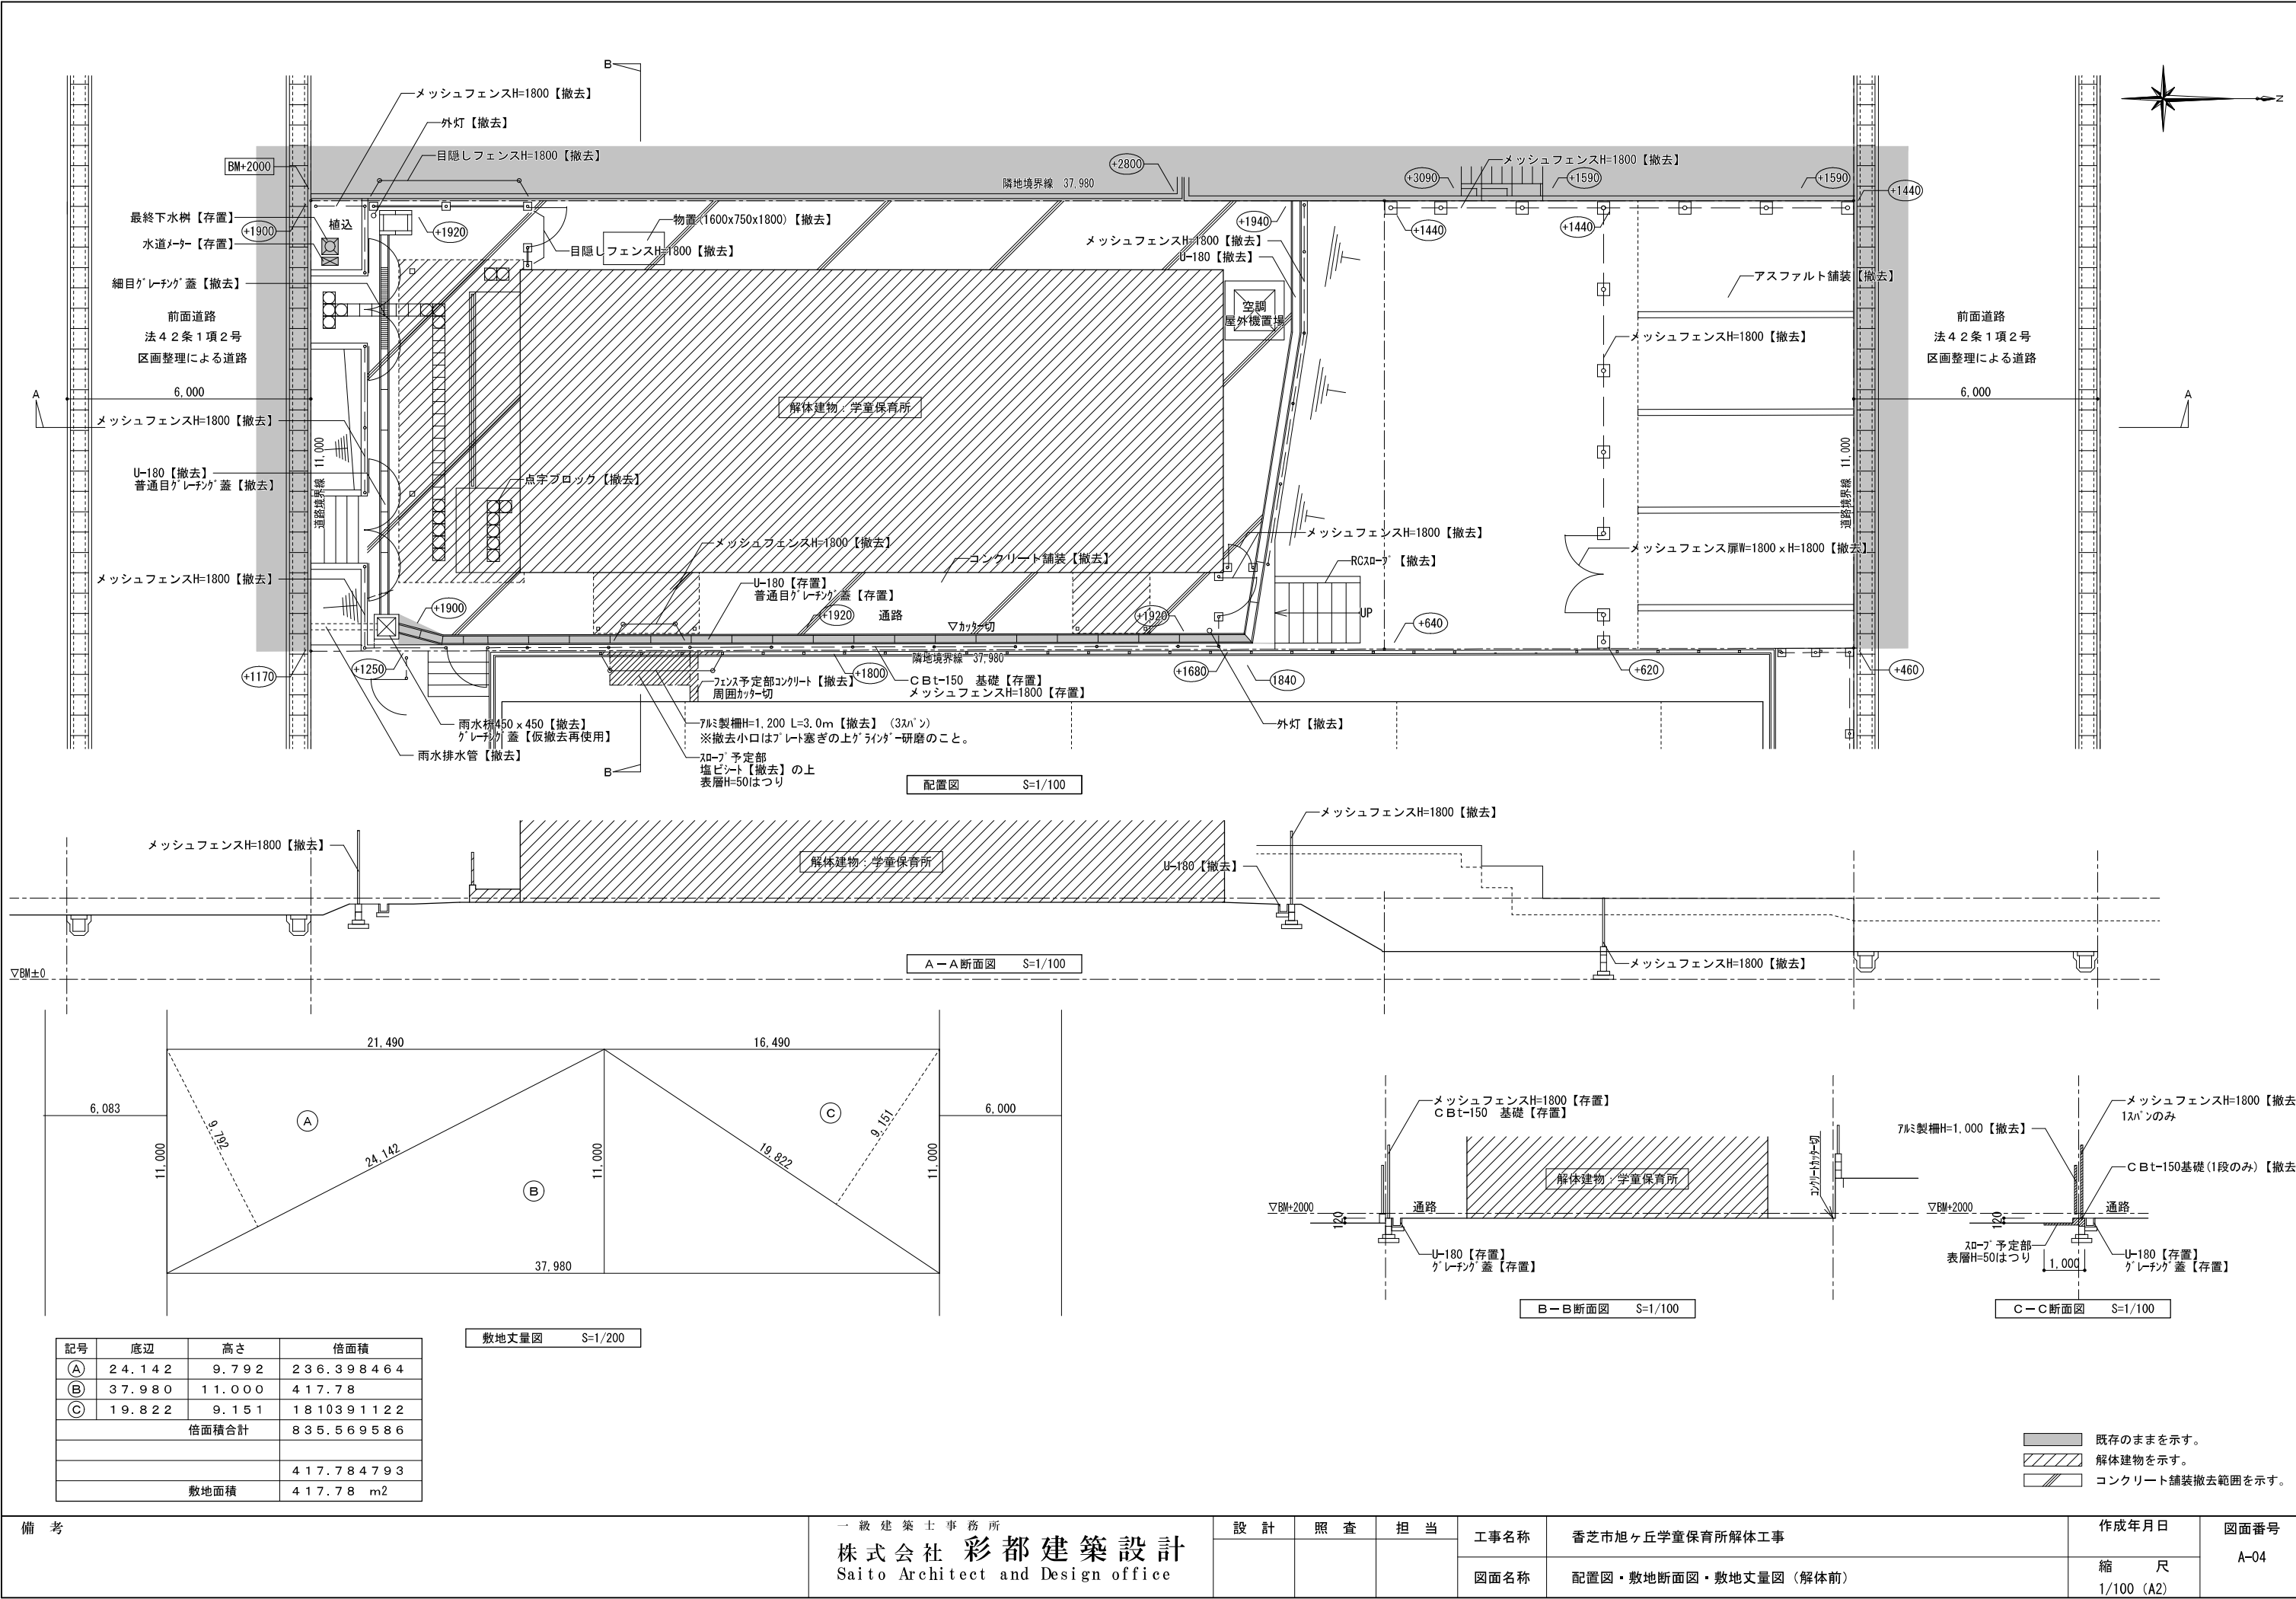 B
メッシュフェンスH=1800【撤去】
外灯【撤去】
目隠しフェンスH=1800【撤去】
BM+2000
隣地境界線 37,980
+2800
+3090
メッシュフェンスH=1800【撤去】
+1590
+1590
+1440
N
最終下水桝【存置】
植込
+1900
水道ﾒｰﾀｰ【存置】
+1920
物置(1600x750x1800)【撤去】
目隠しフェンスH=1800【撤去】
+1940
メッシュフェンスH=1800【撤去】
U-180【撤去】
+1440
+1440
細目ｸﾞﾚｰﾁﾝｸﾞ蓋【撤去】
アスファルト舗装【撤去】
空調
屋外機置場
前面道路
法４２条１項２号
区画整理による道路
6,000
メッシュフェンスH=1800【撤去】
前面道路
法４２条１項２号
区画整理による道路
6,000
A
A
解体建物：学童保育所
メッシュフェンスH=1800【撤去】
道路境界線 11,000
U-180【撤去】
普通目ｸﾞﾚｰﾁﾝｸﾞ蓋【撤去】
点字ブロック【撤去】
道路境界線 11,000
メッシュフェンスH=1800【撤去】
コンクリート舗装【撤去】
メッシュフェンスH=1800【撤去】
RCｽﾛｰﾌﾟ【撤去】
メッシュフェンス扉W=1800ｘH=1800【撤去】
メッシュフェンスH=1800【撤去】
U-180【存置】
普通目ｸﾞﾚｰﾁﾝｸﾞ蓋【存置】
+1900
+1920
通路
▽ｶｯﾀｰ切
+1920
UP
+640
+1170
+1250
隣地境界線 37,980
+1800
+1680
1840
+620
+460
ﾌｪﾝｽ予定部ｺﾝｸﾘｰﾄ【撤去】
周囲ｶｯﾀｰ切
ＣＢt-150 基礎【存置】
メッシュフェンスH=1800【存置】
雨水桝450ｘ450【撤去】
ｸﾞﾚｰﾁﾝｸﾞ蓋【仮撤去再使用】
雨水排水管【撤去】
ｱﾙﾐ製柵H=1,200 L=3.0m【撤去】（3ｽﾊﾟﾝ）
※撤去小口はﾌﾟﾚｰﾄ塞ぎの上ｸﾞﾗｲﾝﾀﾞｰ研磨のこと。
外灯【撤去】
B
ｽﾛｰﾌﾟ予定部
塩ビｼｰﾄ【撤去】の上
表層H=50はつり
配置図 S=1/100
メッシュフェンスH=1800【撤去】
解体建物：学童保育所
メッシュフェンスH=1800【撤去】
U-180【撤去】
メッシュフェンスH=1800【撤去】
▽BM±0
Ａ－Ａ断面図 S=1/100
21,490
16,490
6,083
6,000
A
B
C
9,792
24,142
9,151
19,822
11,000
11,000
11,000
37,980
敷地丈量図 S=1/200
メッシュフェンスH=1800【存置】
ＣＢt-150 基礎【存置】
解体建物：学童保育所
ｺﾝｸﾘｰﾄｶｯﾀｰ切
▽BM+2000
通路
120
U-180【存置】
ｸﾞﾚｰﾁﾝｸﾞ蓋【存置】
Ｂ－Ｂ断面図 S=1/100
メッシュフェンスH=1800【撤去
1ｽﾊﾟﾝのみ
ｱﾙﾐ製柵H=1,000【撤去】
ＣＢt-150基礎(1段のみ)【撤去
▽BM+2000
通路
120
ｽﾛｰﾌﾟ予定部
表層H=50はつり
1,000
U-180【存置】
ｸﾞﾚｰﾁﾝｸﾞ蓋【存置】
Ｃ－Ｃ断面図 S=1/100
記号 底辺 高さ 倍面積
A ２４.１４２ ９.７９２ ２３６.３９８４６４
B ３７.９８０ １１.０００ ４１７.７８
C １９.８２２ ９.１５１ １８１０３９１１２２
倍面積合計 ８３５.５６９５８６
４１７.７８４７９３
敷地面積 ４１７.７８ m2
既存のままを示す。
解体建物を示す。
コンクリート舗装撤去範囲を示す。
備考
一級建築士事務所
株式会社 彩都建築設計
Saito Architect and Design office
設計 照査 担当
工事名称 香芝市旭ヶ丘学童保育所解体工事
図面名称 配置図・敷地断面図・敷地丈量図（解体前）
作成年月日
縮尺
1/100（A2）
図面番号
A-04